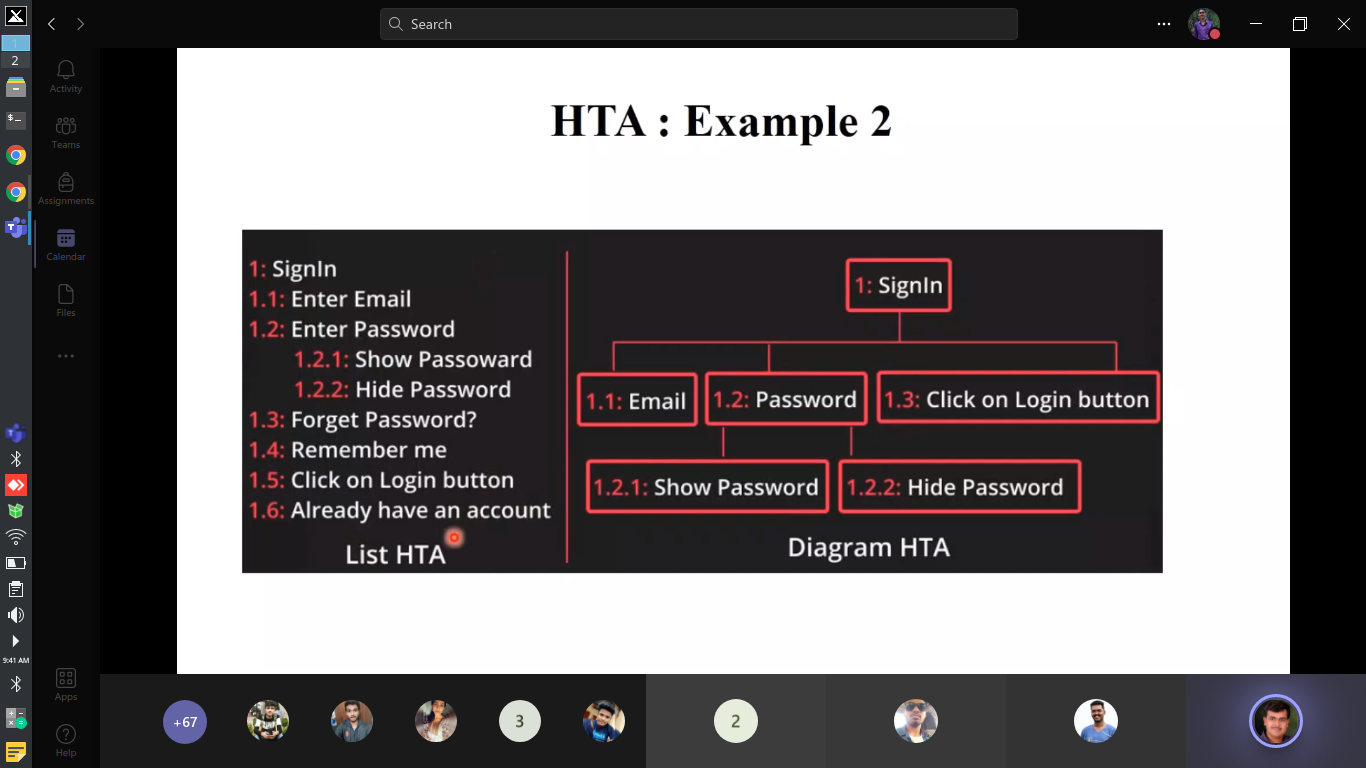 1
2
$_
9:41 AM
Search
Activity
Teams
Assignments
Calendar
Files
Apps
Help
HTA : Example 2
1: SignIn
1.1: Enter Email
1.2: Enter Password
1.2.1: Show Passoward
1.2.2: Hide Password
1.3: Forget Password?
1.4: Remember me
1.5: Click on Login button
1.6: Already have an account
List HTA
1: SignIn
1.1: Email
1.2: Password
1.3: Click on Login button
1.2.1: Show Password
1.2.2: Hide Password
Diagram HTA
+67
3
2